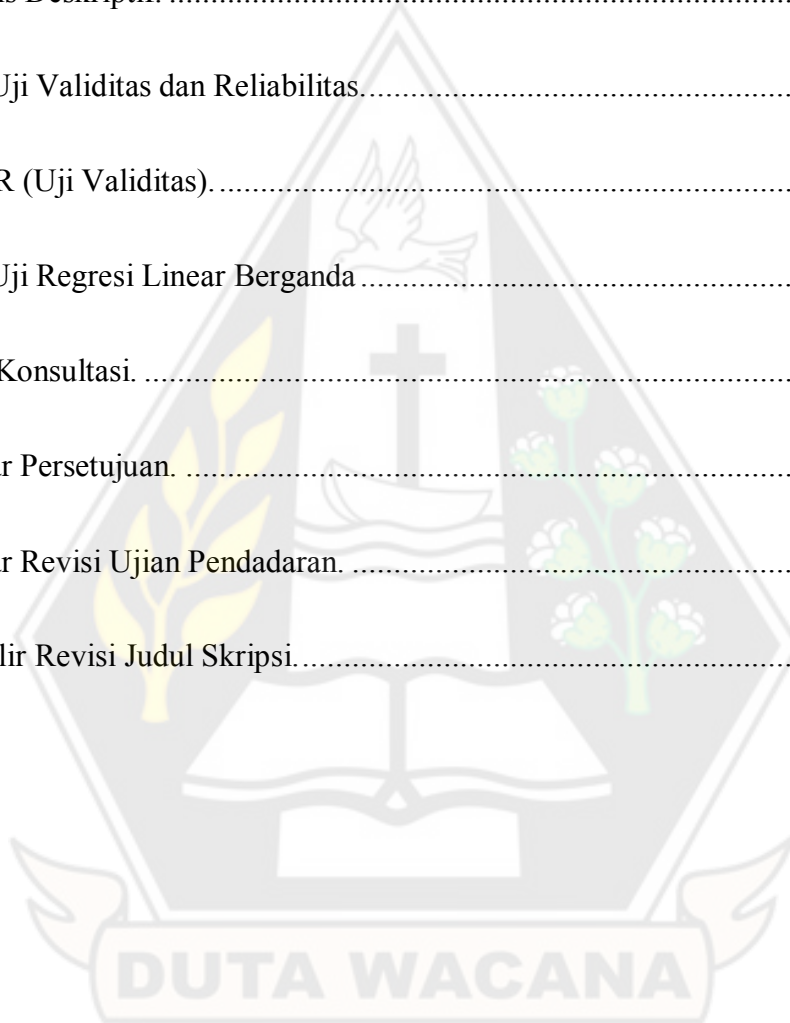 Deskriptif. ....................................................................................
Uji Validitas dan Reliabilitas.......................................................
R (Uji Validitas). .........................................................................
Uji Regresi Linear Berganda .......................................................
Konsultasi. ..................................................................................
Persetujuan. .............................................................................
Revisi Ujian Pendadaran. .........................................................
Revisi Judul Skripsi................................................................
DUTA WACANA